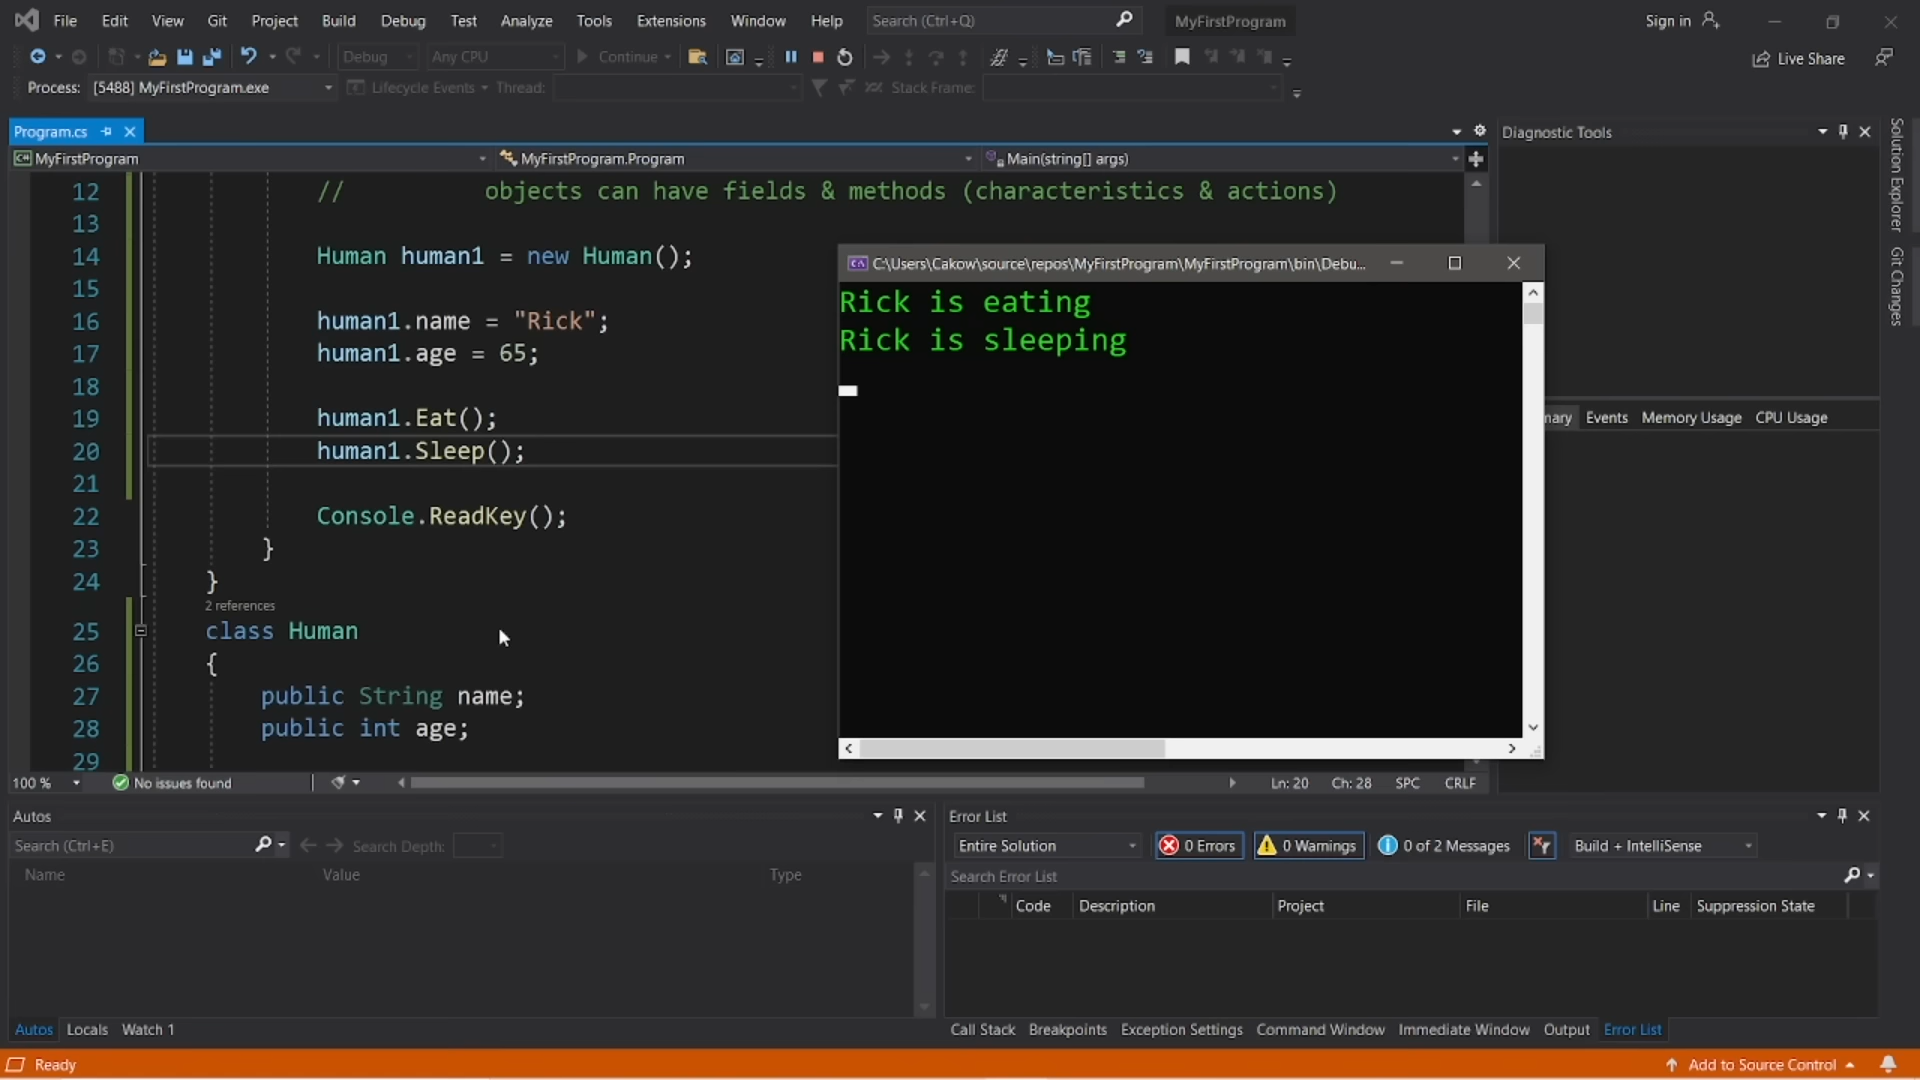 File Edit View Git Project Build Debug Test Analyze Tools Extensions Window Help Search (Ctrl+Q) MyFirstProgram Sign in
Debug Any CPU Continue Live Share
Process: [5488] MyFirstProgram.exe Lifecycle Events Thread: Stack Frame:
Program.cs
MyFirstProgram MyFirstProgram.Program Main(string[] args)
12 // objects can have fields & methods (characteristics & actions)
13
14 Human human1 = new Human();
15
16 human1.name = "Rick";
17 human1.age = 65;
18
19 human1.Eat();
20 human1.Sleep();
21
22 Console.ReadKey();
23 }
24 }
2 references
25 class Human
26 {
27 public String name;
28 public int age;
29
100 % No issues found Ln: 20 Ch: 28 SPC CRLF
C:\Users\Cakow\source\repos\MyFirstProgram\MyFirstProgram\bin\Debu...
Rick is eating
Rick is sleeping
Diagnostic Tools
Events Memory Usage CPU Usage
Solution Explorer
Git Changes
Autos
Search (Ctrl+E) Search Depth:
Name Value Type
Autos Locals Watch 1
Error List
Entire Solution 0 Errors 0 Warnings 0 of 2 Messages Build + IntelliSense
Search Error List
Code Description Project File Line Suppression State
Call Stack Breakpoints Exception Settings Command Window Immediate Window Output Error List
Ready Add to Source Control